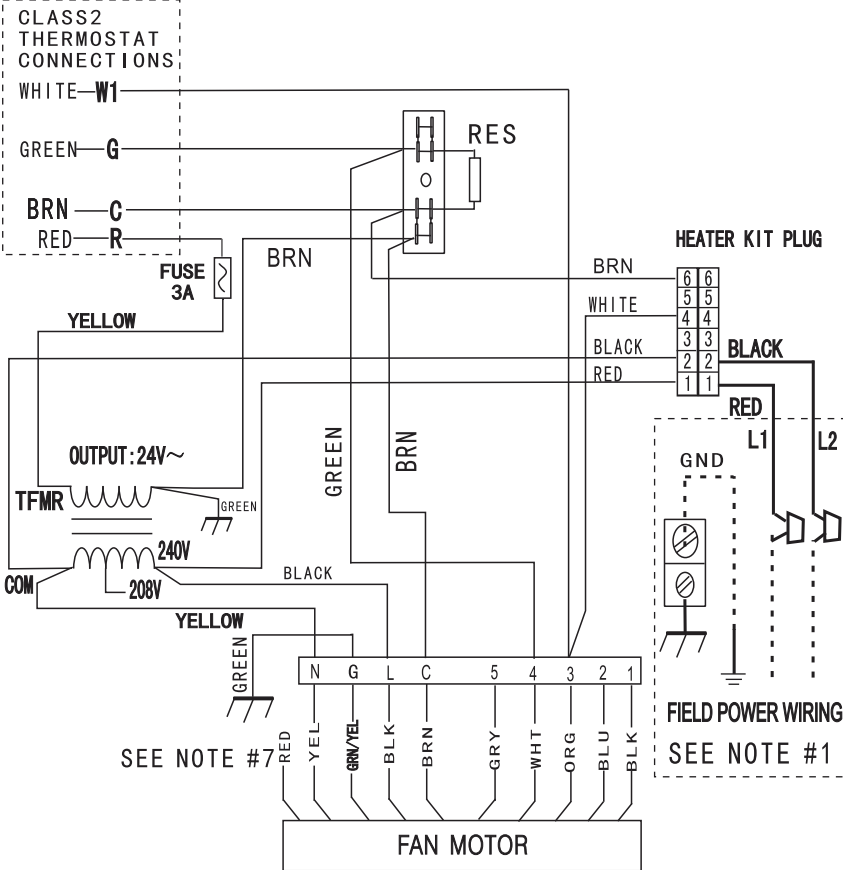 CLASS2
THERMOSTAT
CONNECTIONS
WHITE W1
GREEN G
BRN C
RED R
RES
BRN
FUSE
3A
YELLOW
HEATER KIT PLUG
BRN
WHITE
BLACK
RED
6 6
5 5
4 4
3 3
2 2
1 1
BLACK
RED
L1
L2
GND
GREEN
BRN
OUTPUT:24V~
TFMR
GREEN
240V
COM
208V
BLACK
YELLOW
GREEN
N G L C 5 4 3 2 1
FIELD POWER WIRING
SEE NOTE #1
SEE NOTE #7
RED
YEL
GRN/YEL
BLK
BRN
GRY
WHT
ORG
BLU
BLK
FAN MOTOR